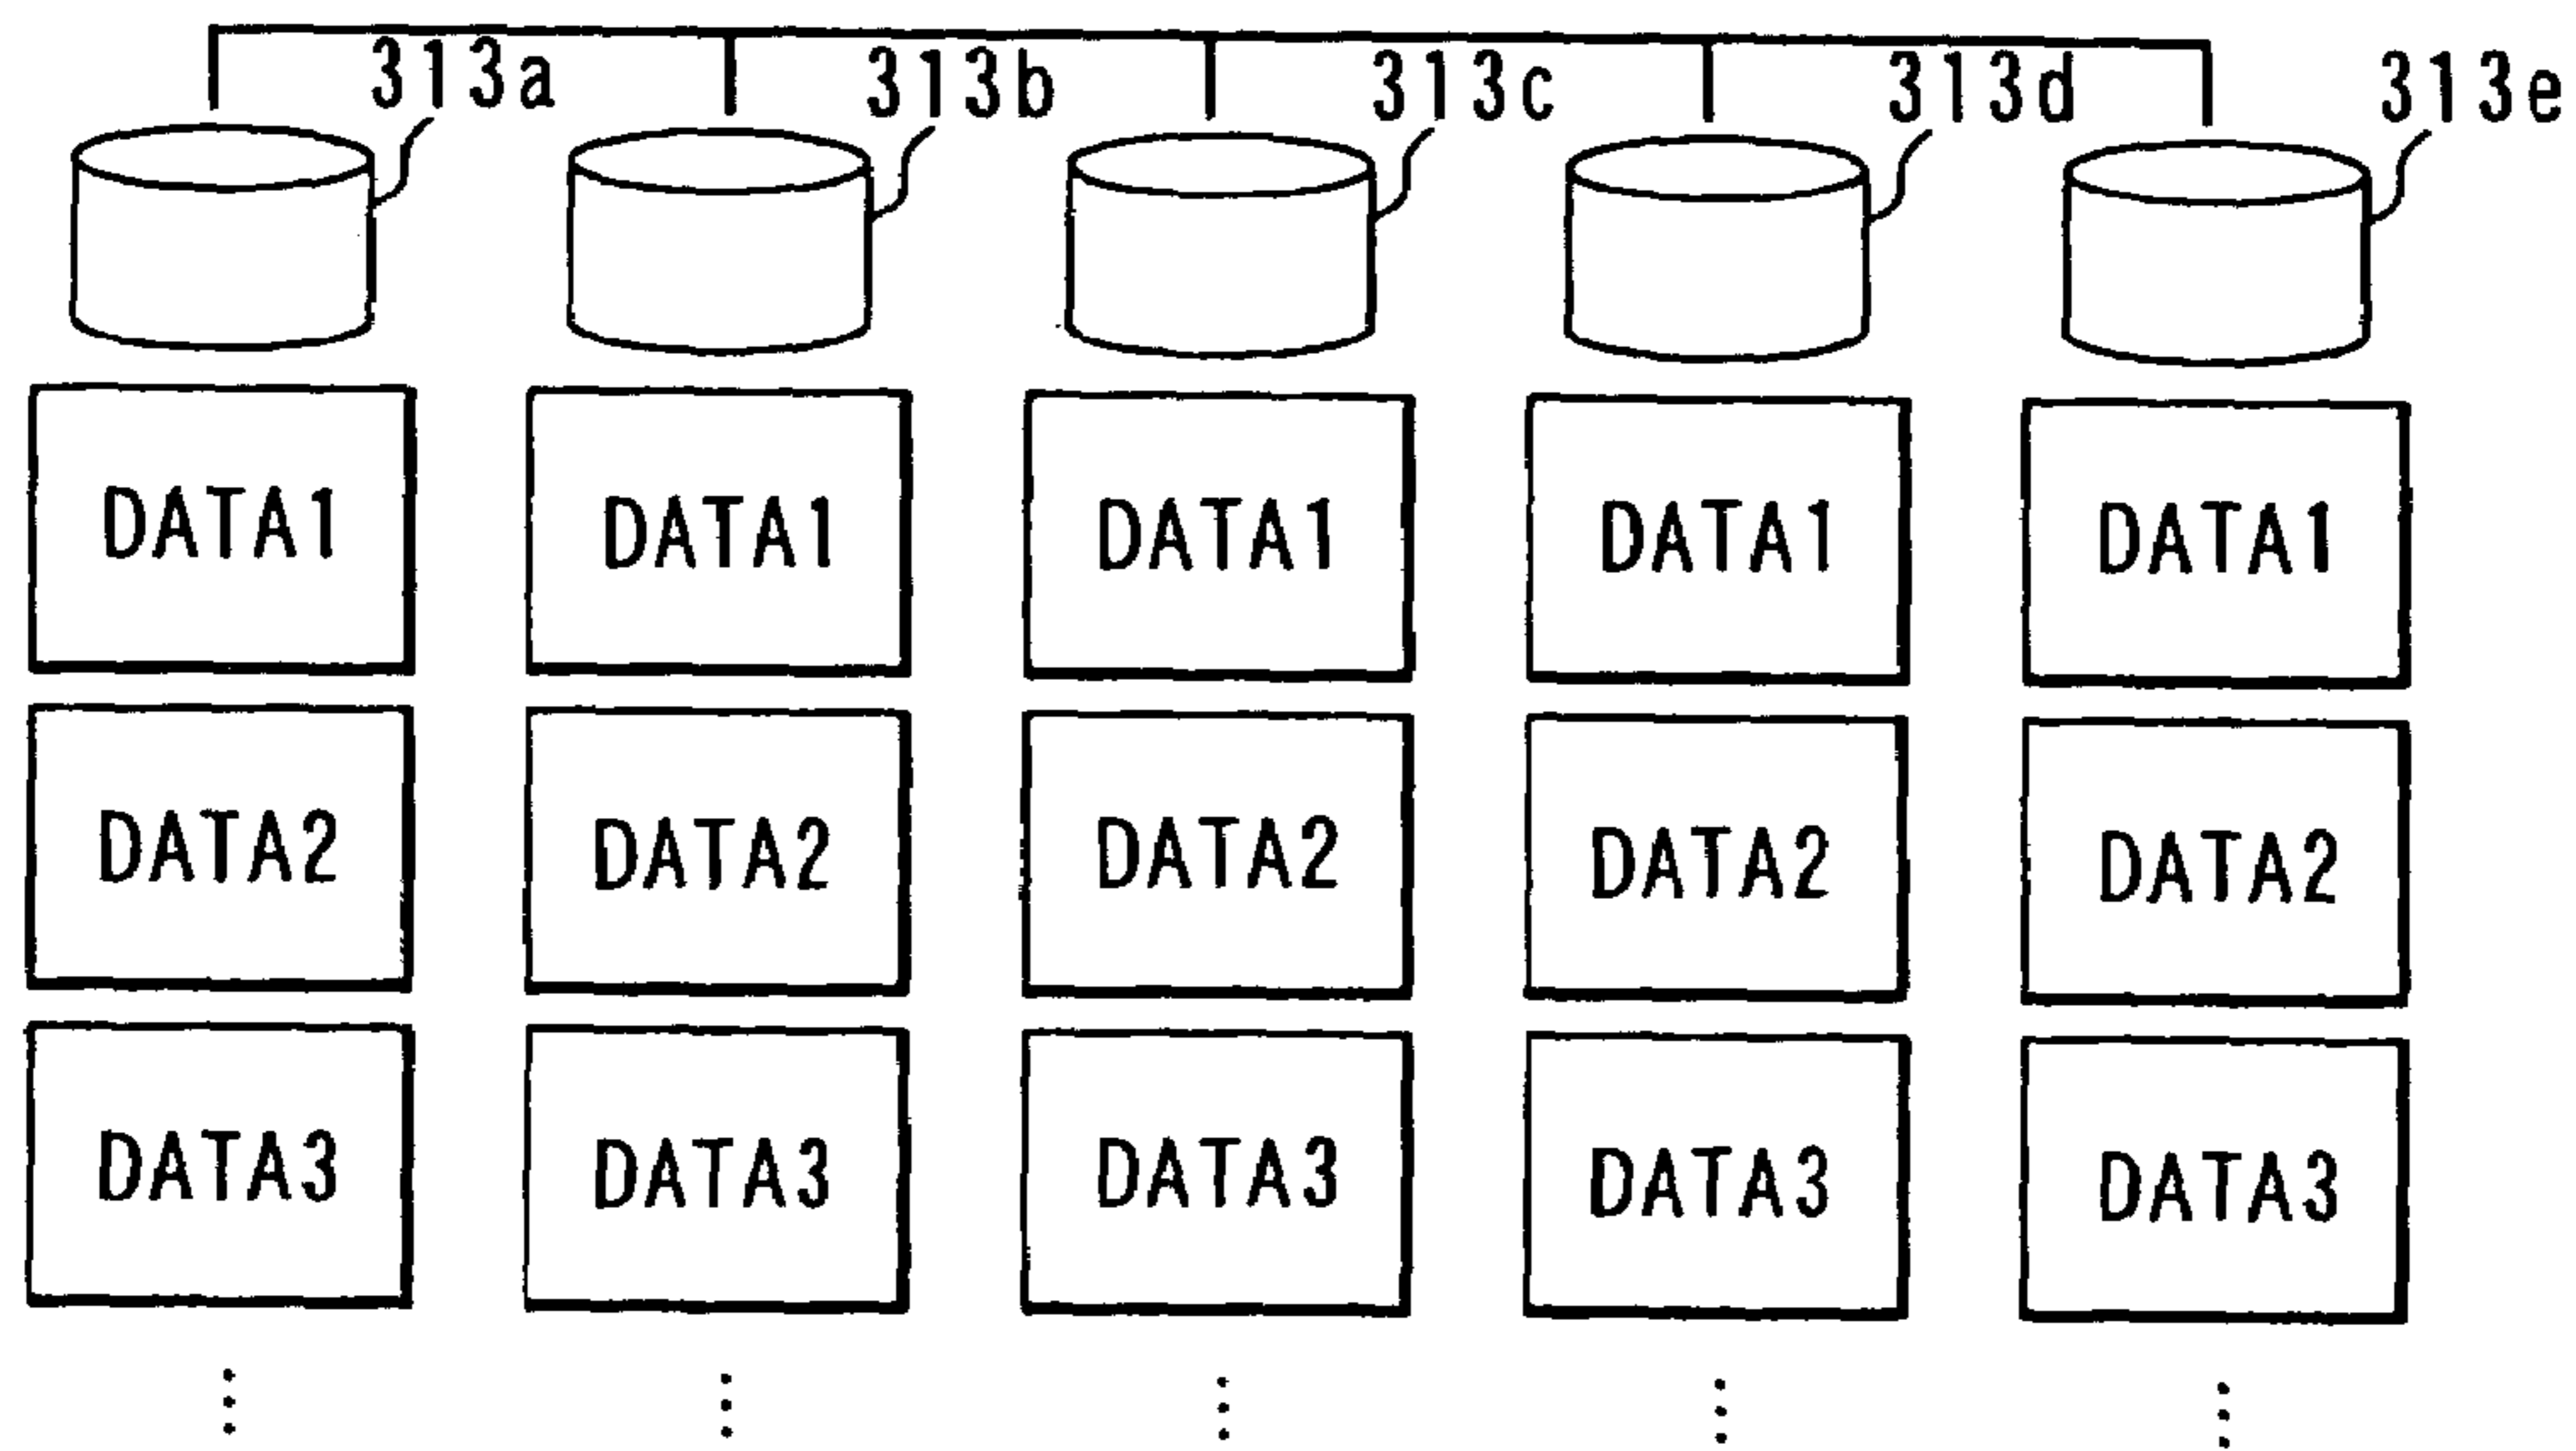 313a 313b 313c 313d 313e
DATA1 DATA1 DATA1 DATA1 DATA1
DATA2 DATA2 DATA2 DATA2 DATA2
DATA3 DATA3 DATA3 DATA3 DATA3